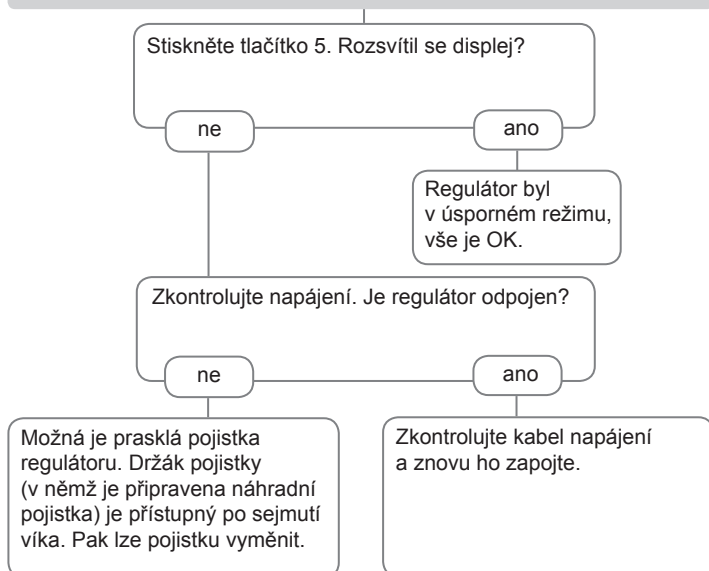 Stiskněte tlačítko 5. Rozsvítil se displej?
ne
ano
Regulátor byl
v úsporném režimu,
vše je OK.
Zkontrolujte napájení. Je regulátor odpojen?
ne
ano
Možná je prasklá pojistka
regulátoru. Držák pojistky
(v němž je připravena náhradní
pojistka) je přístupný po sejmutí
víka. Pak lze pojistku vyměnit.
Zkontrolujte kabel napájení
a znovu ho zapojte.